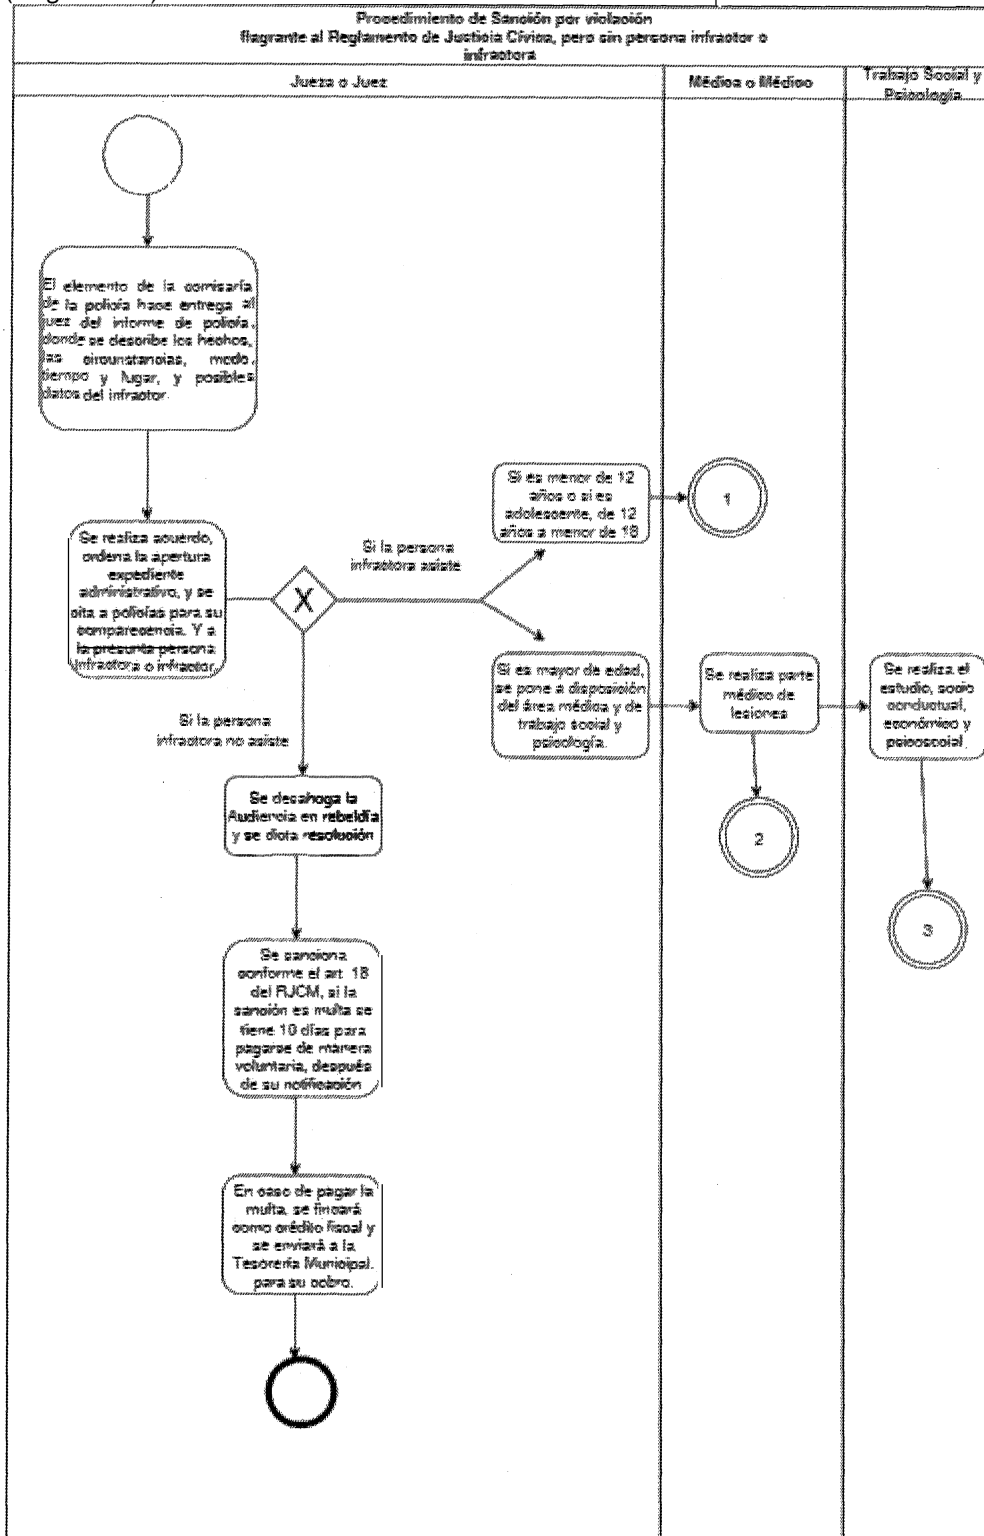 Procedimiento de Sanción por violación
flagrante al Reglamento de Justicia Cívica, pero sin persona infractor o
infractora
Jueza o Juez
Médica o Médico
Trabajo Social y
Psicología
El elemento de la comisaría
de la policía hace entrega al
juez del informe de policía,
donde se describe los hechos,
las circunstancias, modo,
tiempo y lugar, y posibles
datos del infractor.
Se realiza acuerdo,
ordena la apertura
expediente
administrativo, y se
cita a policías para su
comparecencia. Y a
la presunta persona
Infractora o infractor.
X
Si la persona
infractora asiste
Si es menor de 12
años o si es
adolescente, de 12
años a menor de 18
1
Si es mayor de edad,
se pone a disposición
del área médica y de
trabajo social y
psicología.
Se realiza parte
médico de
lesiones
Se realiza el
estudio, socio
conductual,
económico y
psicosocial
2
3
Si la persona
infractora no asiste
Se desahoga la
Audiencia en rebeldía
y se dicta resolución
Se sanciona
conforme el art. 18
del RJCM, si la
sanción es multa se
tiene 10 días para
pagarse de manera
voluntaria, después
de su notificación
En caso de pagar la
multa, se fincará
como crédito fiscal y
se enviará a la
Tesorería Municipal.
para su cobro.